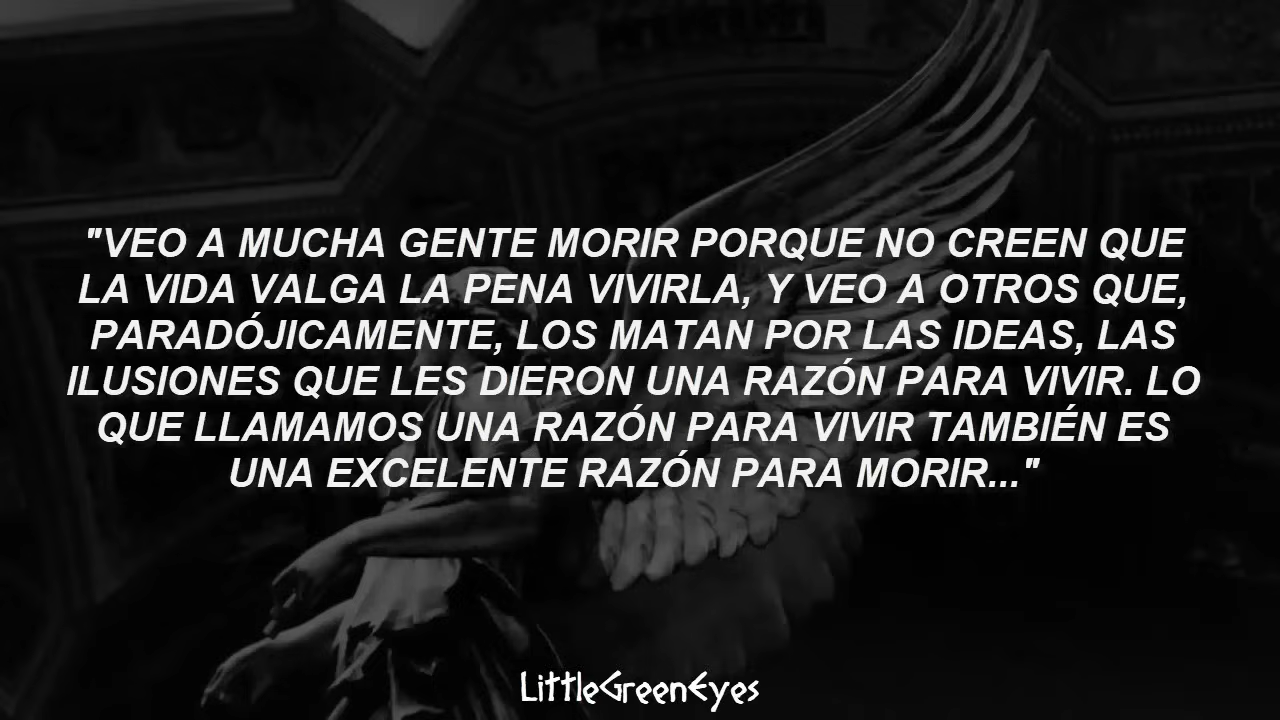 "VEO A MUCHA GENTE MORIR PORQUE NO CREEN QUE
LA VIDA VALGA LA PENA VIVIRLA, Y VEO A OTROS QUE,
PARADÓJICAMENTE, LOS MATAN POR LAS IDEAS, LAS
ILUSIONES QUE LES DIERON UNA RAZÓN PARA VIVIR. LO
QUE LLAMAMOS UNA RAZÓN PARA VIVIR TAMBIÉN ES
UNA EXCELENTE RAZÓN PARA MORIR..."
LittleGreenEyes